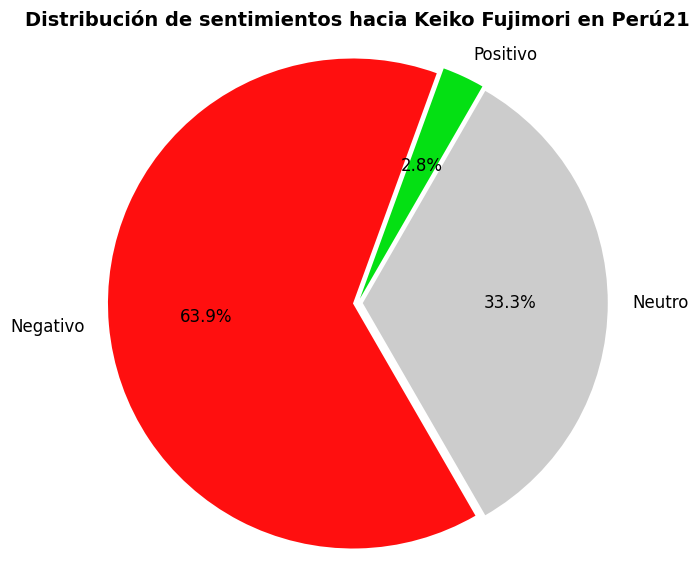 Distribución de sentimientos hacia Keiko Fujimori en Perú21
Positivo
2.8%
33.3%
Neutro
63.9%
Negativo